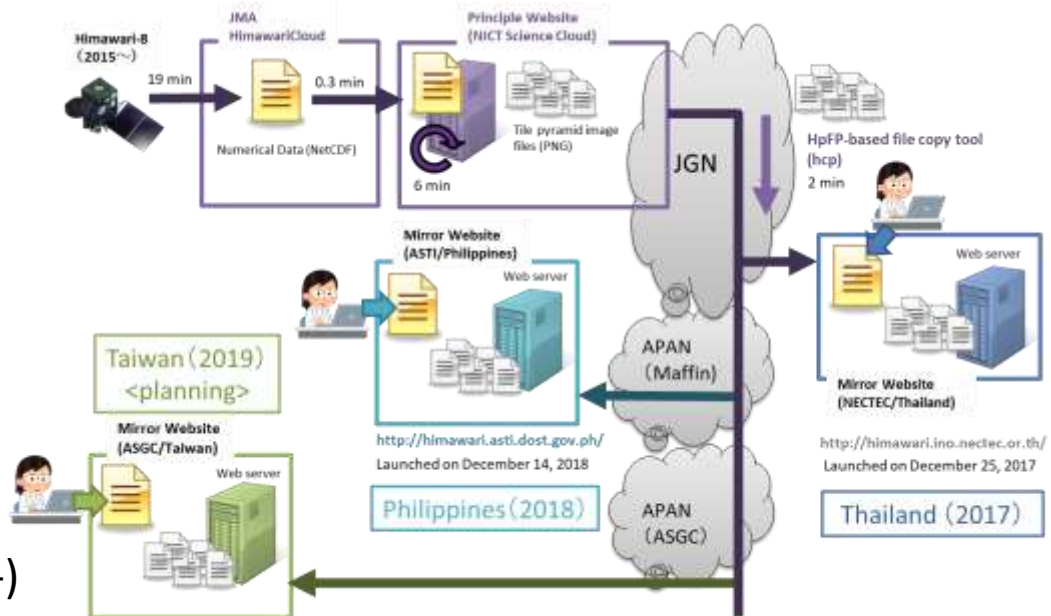 Himawari-8
(2015～)
19 min
JMA
HimawariCloud
0.3 min
Numerical Data (NetCDF)
Principle Website
(NICT Science Cloud)
Tile pyramid image
files (PNG)
6 min
JGN
HpFP-based file copy tool
(hcp)
2 min
Mirror Website
(ASTI/Philippines)
Web server
Web server
Mirror Website
(NECTEC/Thailand)
APAN
(Maffin)
Taiwan(2019)
<planning>
Mirror Website
(ASGC/Taiwan)
Web server
http://himawari.asti.dost.gov.ph/
Launched on December 14, 2018
Philippines(2018)
http://himawari.ino.nectec.or.th/
Launched on December 25, 2017
Thailand (2017)
APAN
(ASGC)